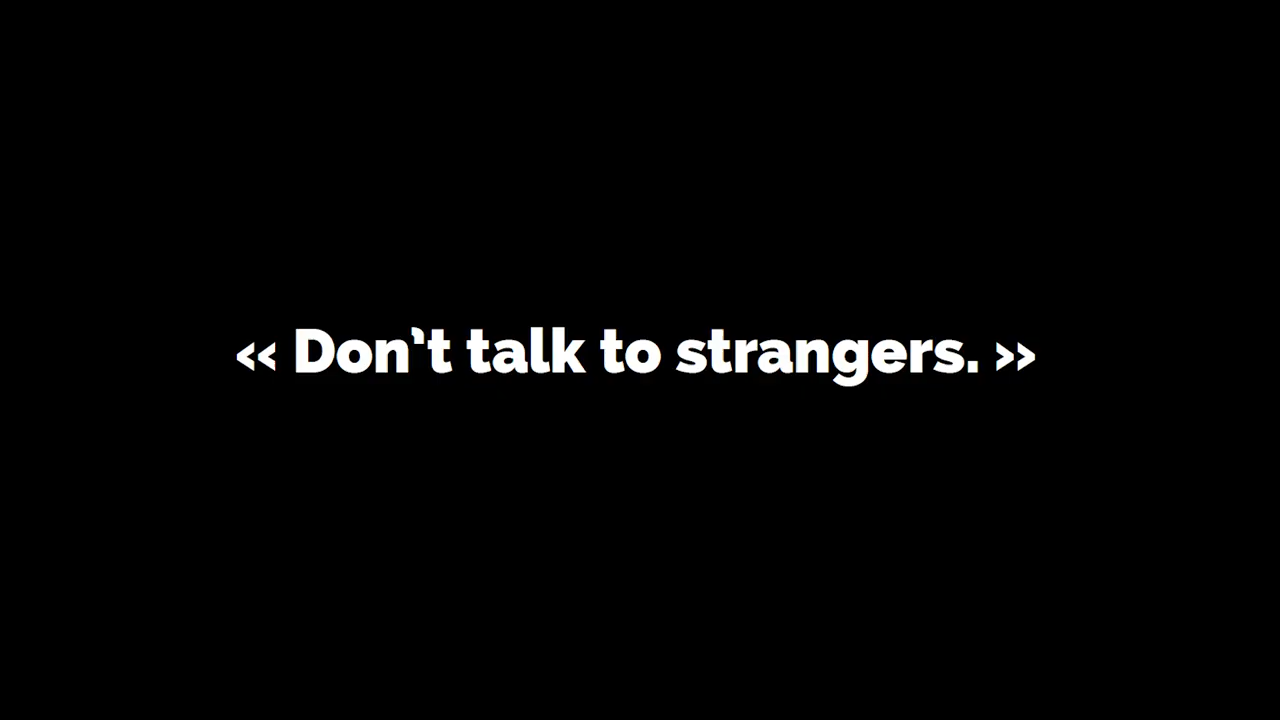 « Don’t talk to strangers. »